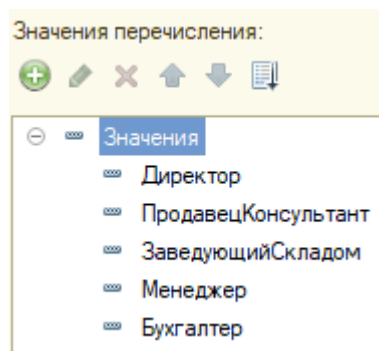 Значения перечисления:
Значения
Директор
ПродавецКонсультант
ЗаведующийСкладом
Менеджер
Бухгалтер